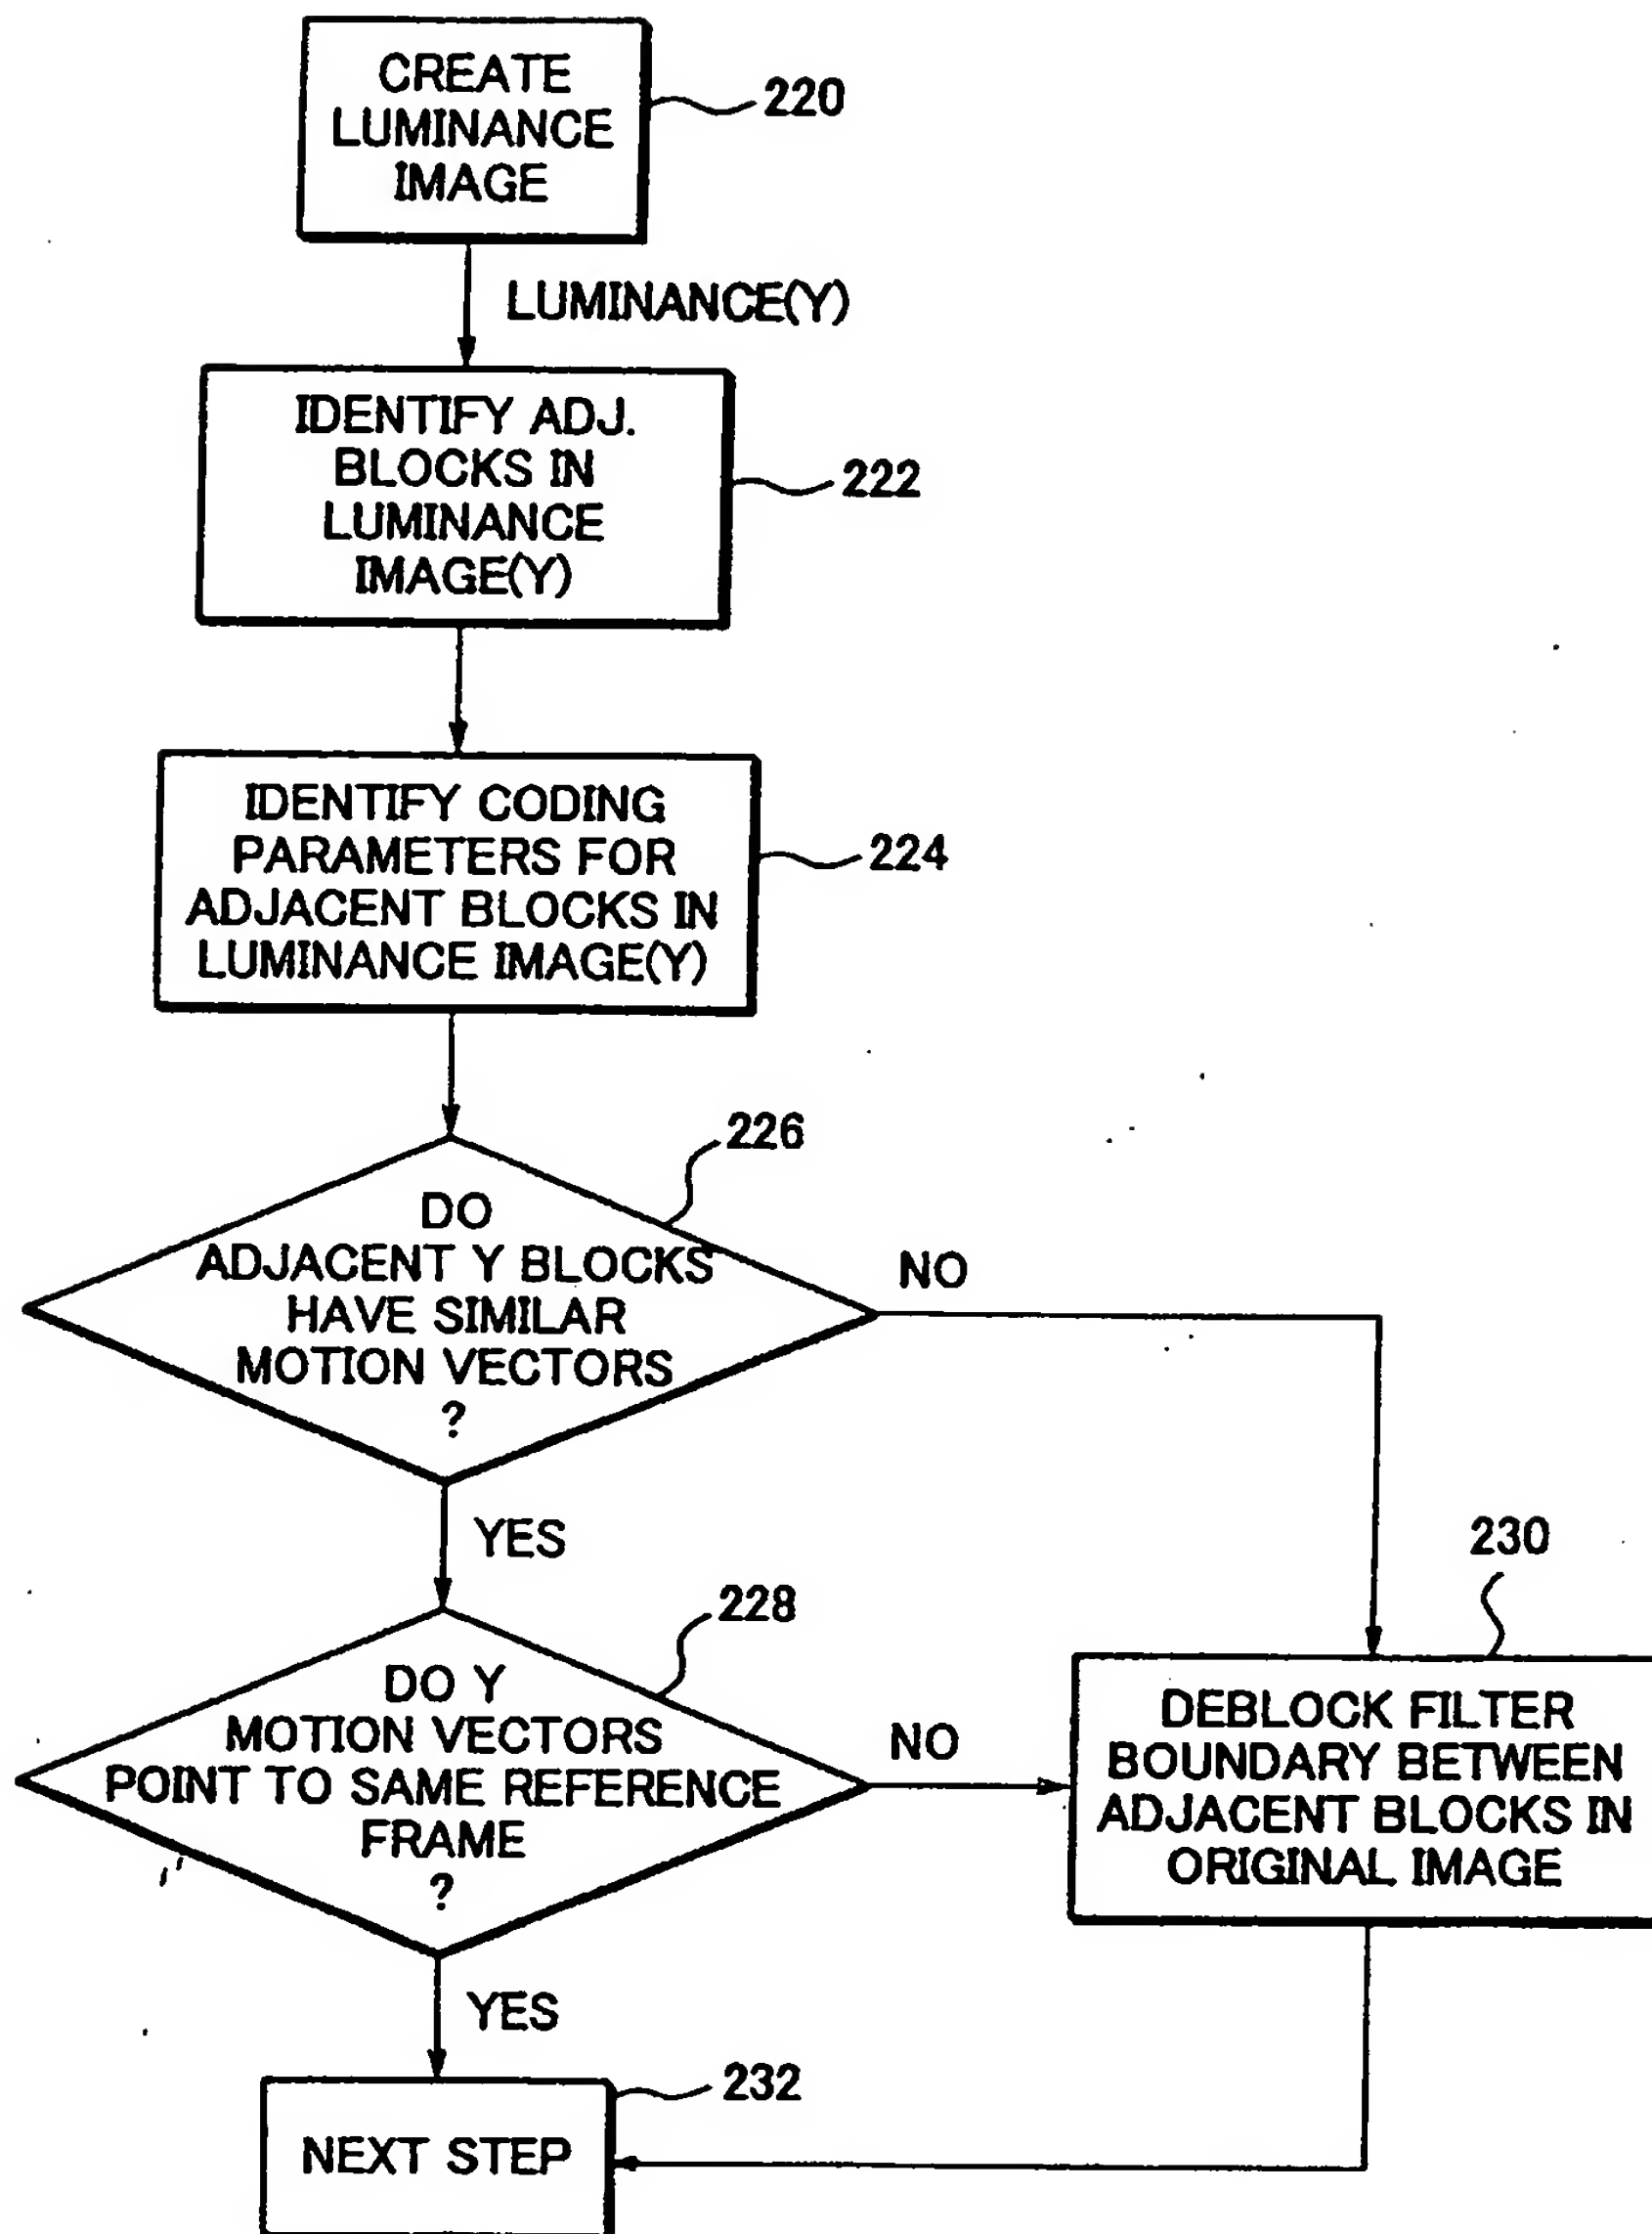 CREATE
LUMINANCE
IMAGE
220
LUMINANCE(Y)
IDENTIFY ADJ.
BLOCKS IN
LUMINANCE
IMAGE(Y)
222
IDENTIFY CODING
PARAMETERS FOR
ADJACENT BLOCKS IN
LUMINANCE IMAGE(Y)
224
226
DO
ADJACENT Y BLOCKS
HAVE SIMILAR
MOTION VECTORS
?
NO
YES
228
DO Y
MOTION VECTORS
POINT TO SAME REFERENCE
FRAME
?
NO
230
DEBLOCK FILTER
BOUNDARY BETWEEN
ADJACENT BLOCKS IN
ORIGINAL IMAGE
YES
232
NEXT STEP